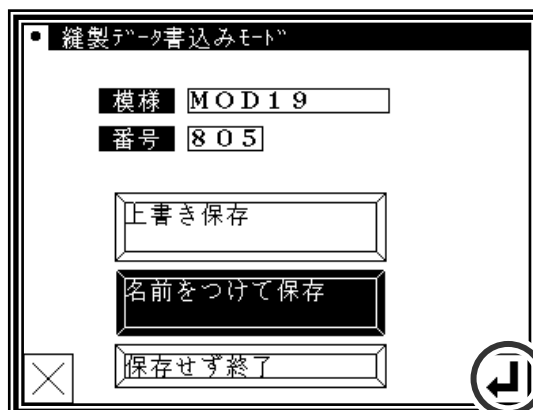 縫製ﾃﾞｰﾀ書込みﾓｰﾄﾞ
模様 MOD19
番号 805
上書き保存
名前をつけて保存
保存せず終了